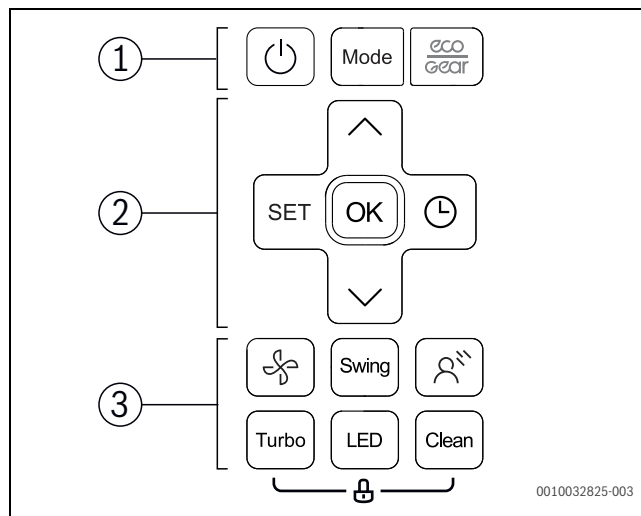 1
Mode
eco
Gear
2
SET
OK
3
Swing
Turbo
LED
Clean
0010032825-003